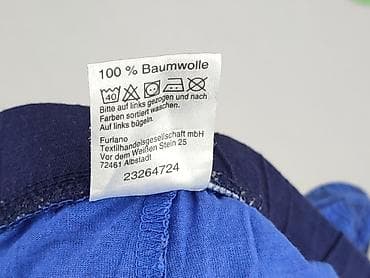 100 % Baumwolle
40
Bitte auf links gezogen und nach
Farben sortiert waschen.
Auf links bügeln.
Furlano
Textilhandelsgesellschaft mbH
Vor dem Weißen Stein 25
72461 Albstadt
23264724